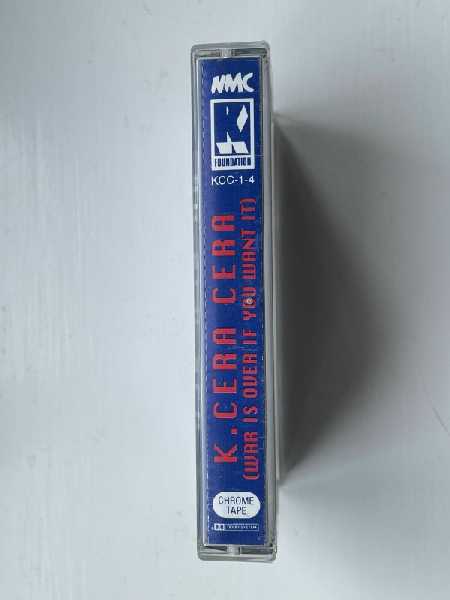 NMC
FOUNDATION
KCC-1-4
K.CERA CERA
(WAR IS OVER IF YOU WANT IT)
CHROME
TAPE